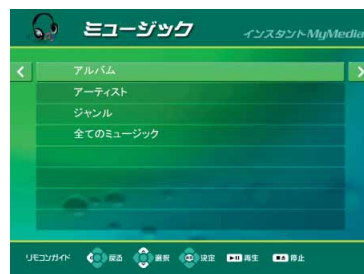 ミュージック
インスタントMyMedia
アルバム
アーティスト
ジャンル
全てのミュージック
リモコンガイド 戻る 選択 決定 再生 停止